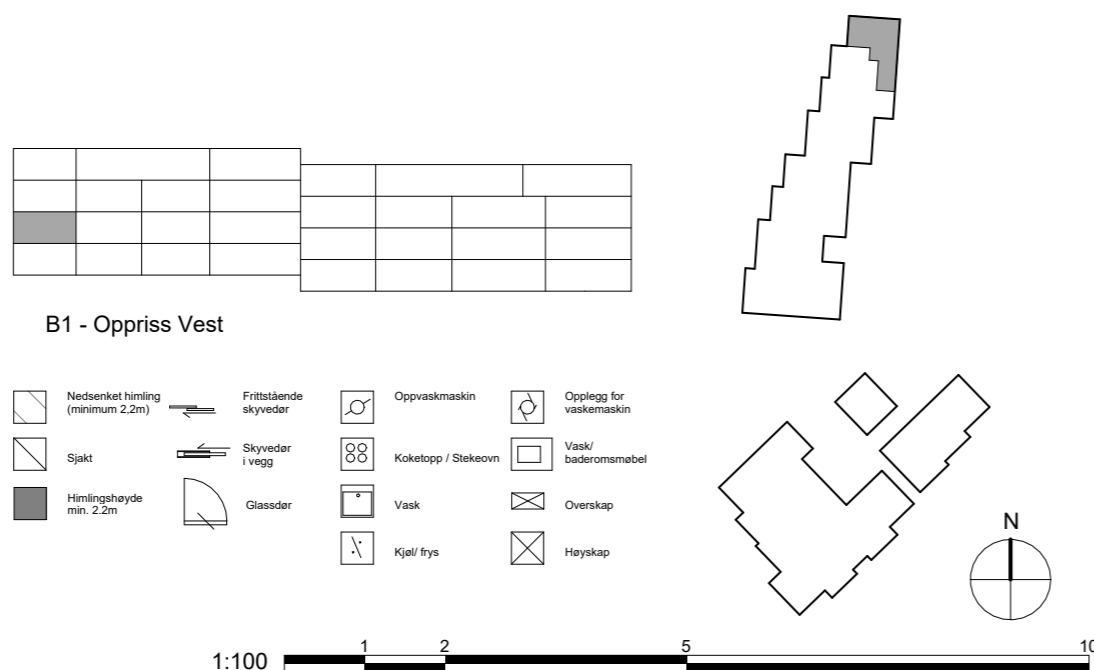 B1 - Oppriss Vest
Nedsenket himling
(minimum 2,2m)
Sjakt
Himlingshøyde
min. 2.2m
Frittstående
skyvedør
Skyvedør
i vegg
Glassdør
Oppvaskmaskin
Koketopp / Stekeovn
Vask
Kjøl/ frys
Opplegg for
vaskemaskin
Vask/
baderomsmøbel
Overskap
Høyskap
N
1:100
1 2 5 10